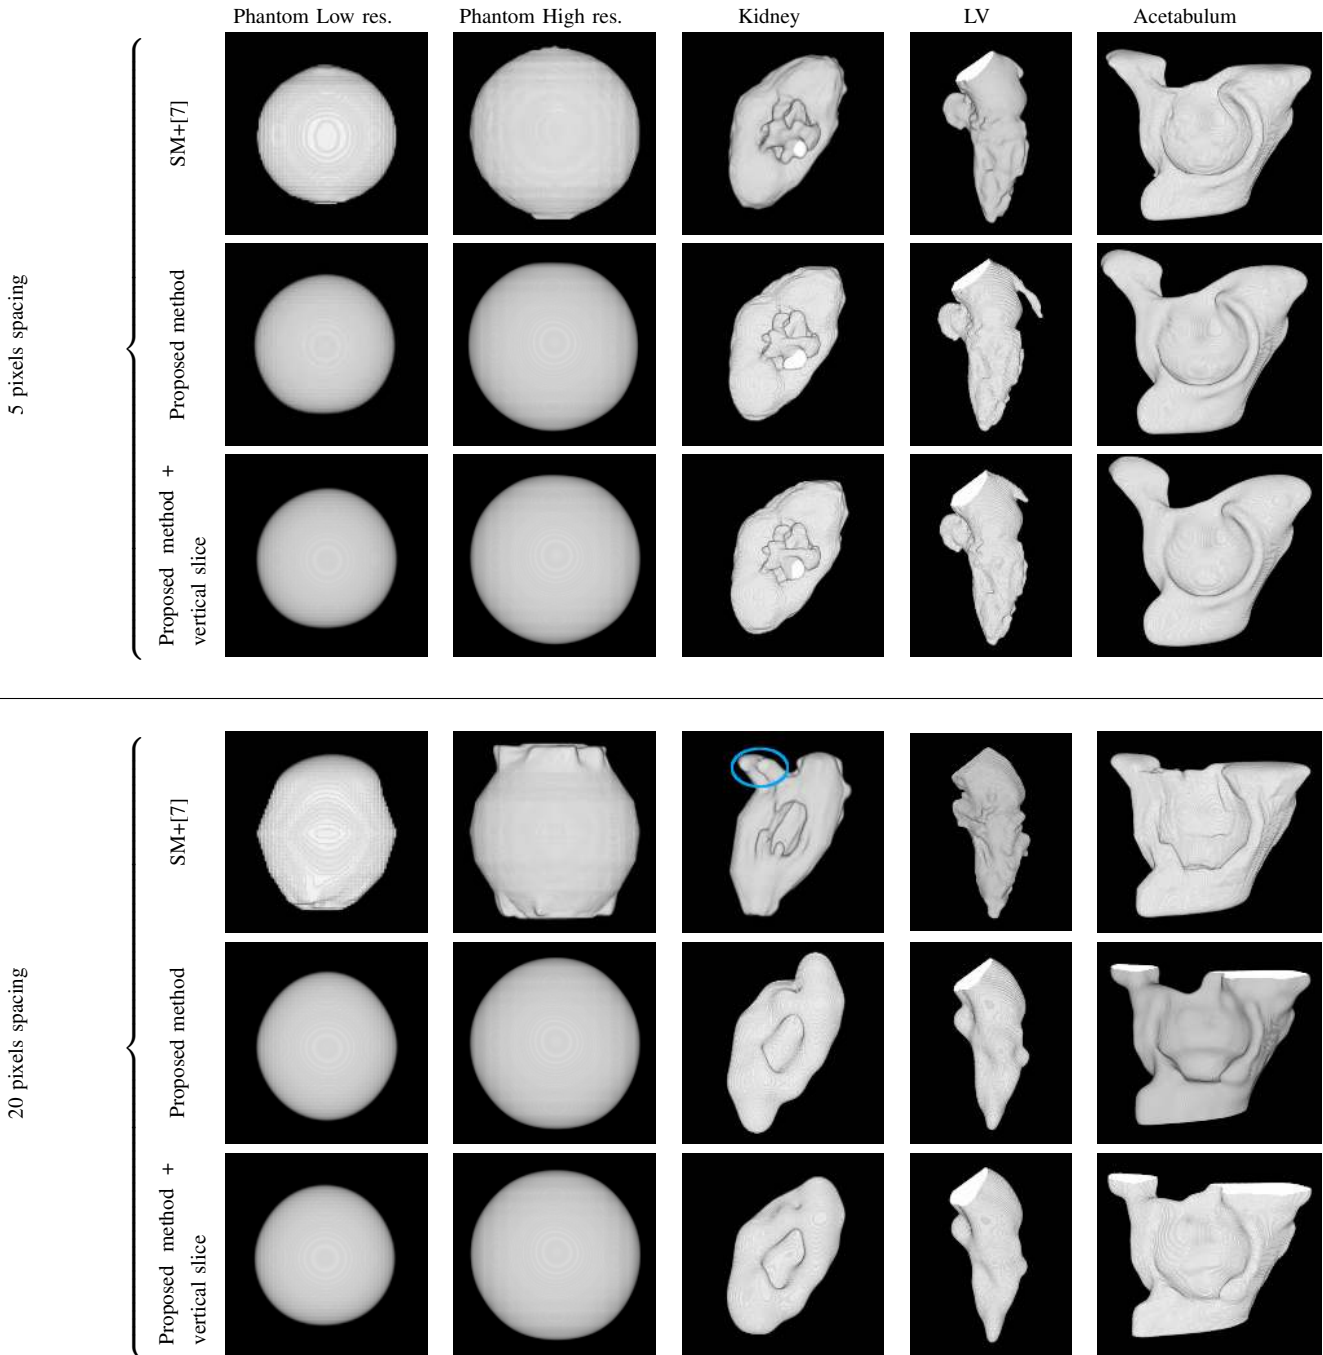 Phantom Low res.
Phantom High res.
Kidney
LV
Acetabulum
5 pixels spacing
SM+[7]
Proposed method
Proposed method +
vertical slice
20 pixels spacing
SM+[7]
Proposed method
Proposed method +
vertical slice